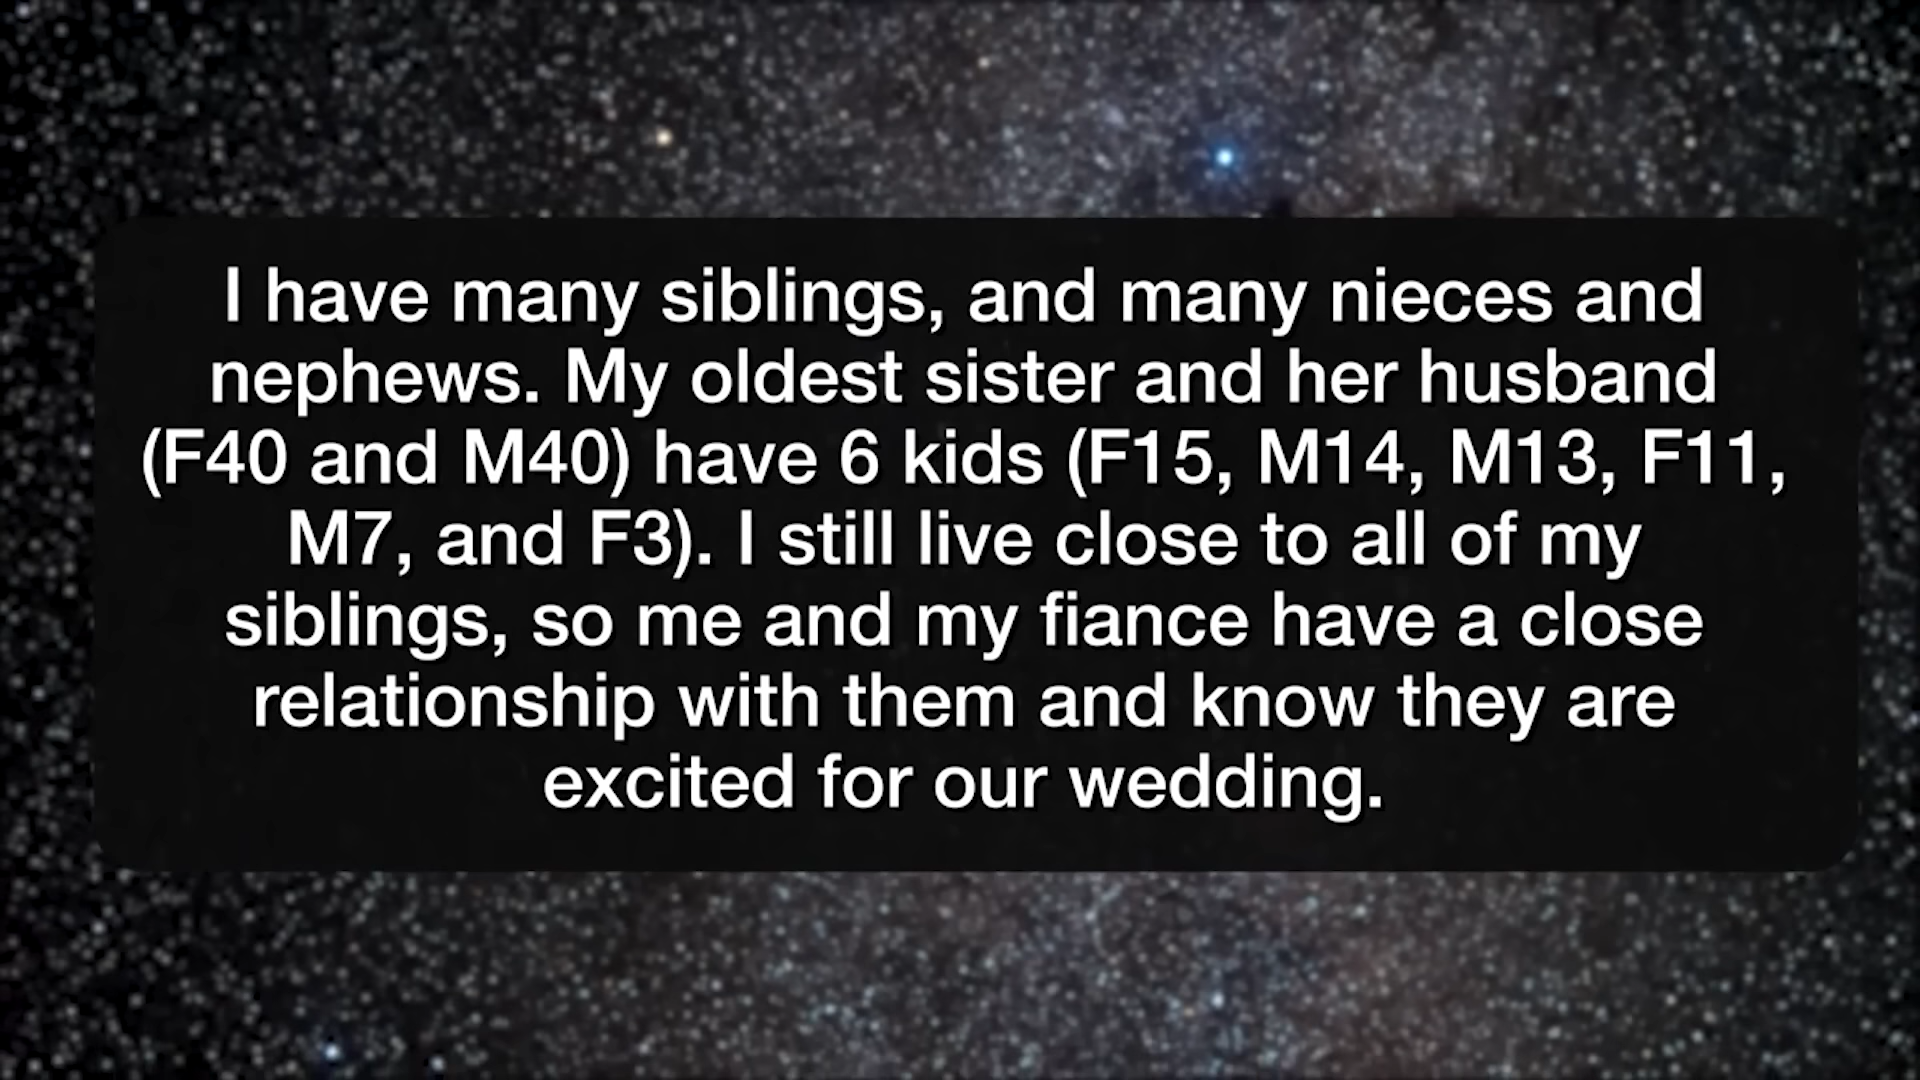 I have many siblings, and many nieces and
nephews. My oldest sister and her husband
(F40 and M40) have 6 kids (F15, M14, M13, F11,
M7, and F3). I still live close to all of my
siblings, so me and my fiance have a close
relationship with them and know they are
excited for our wedding.